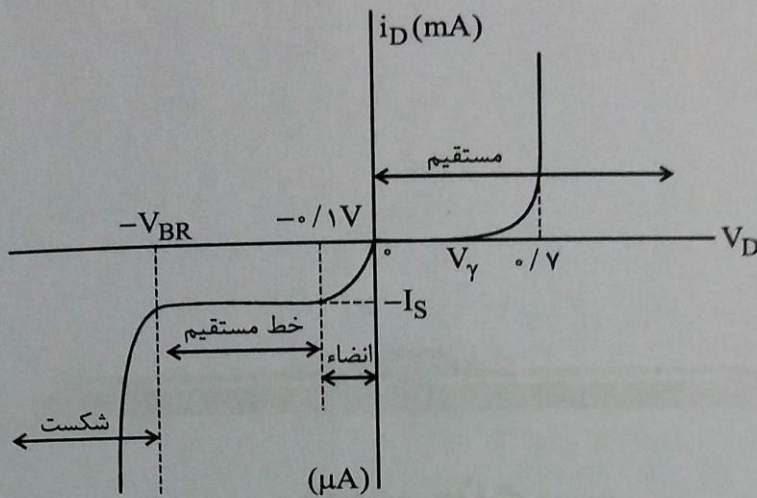 i_D (mA)
مستقیم
−V_BR
−۰/۱V
۰
V_γ
۰/۷
V_D
−I_S
خط مستقیم
انضاء
شکست
(μA)